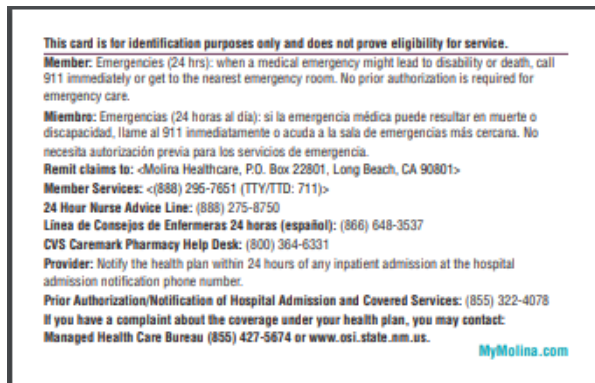 This card is for identification purposes only and does not prove eligibility for service.
Member: Emergencies (24 hrs): when a medical emergency might lead to disability or death, call
911 immediately or get to the nearest emergency room. No prior authorization is required for
emergency care.
Miembro: Emergencias (24 horas al día): si la emergencia médica puede resultar en muerte o
discapacidad, llame al 911 inmediatamente o acuda a la sala de emergencias más cercana. No
necesita autorización previa para los servicios de emergencia.
Remit claims to: <Molina Healthcare, P.O. Box 22801, Long Beach, CA 90801>
Member Services: <(888) 295-7651 (TTY/TTD: 711)>
24 Hour Nurse Advice Line: (888) 275-8750
Línea de Consejos de Enfermeras 24 horas (español): (866) 648-3537
CVS Caremark Pharmacy Help Desk: (800) 364-6331
Provider: Notify the health plan within 24 hours of any inpatient admission at the hospital
admission notification phone number.
Prior Authorization/Notification of Hospital Admission and Covered Services: (855) 322-4078
If you have a complaint about the coverage under your health plan, you may contact:
Managed Health Care Bureau (855) 427-5674 or www.osi.state.nm.us.
MyMolina.com